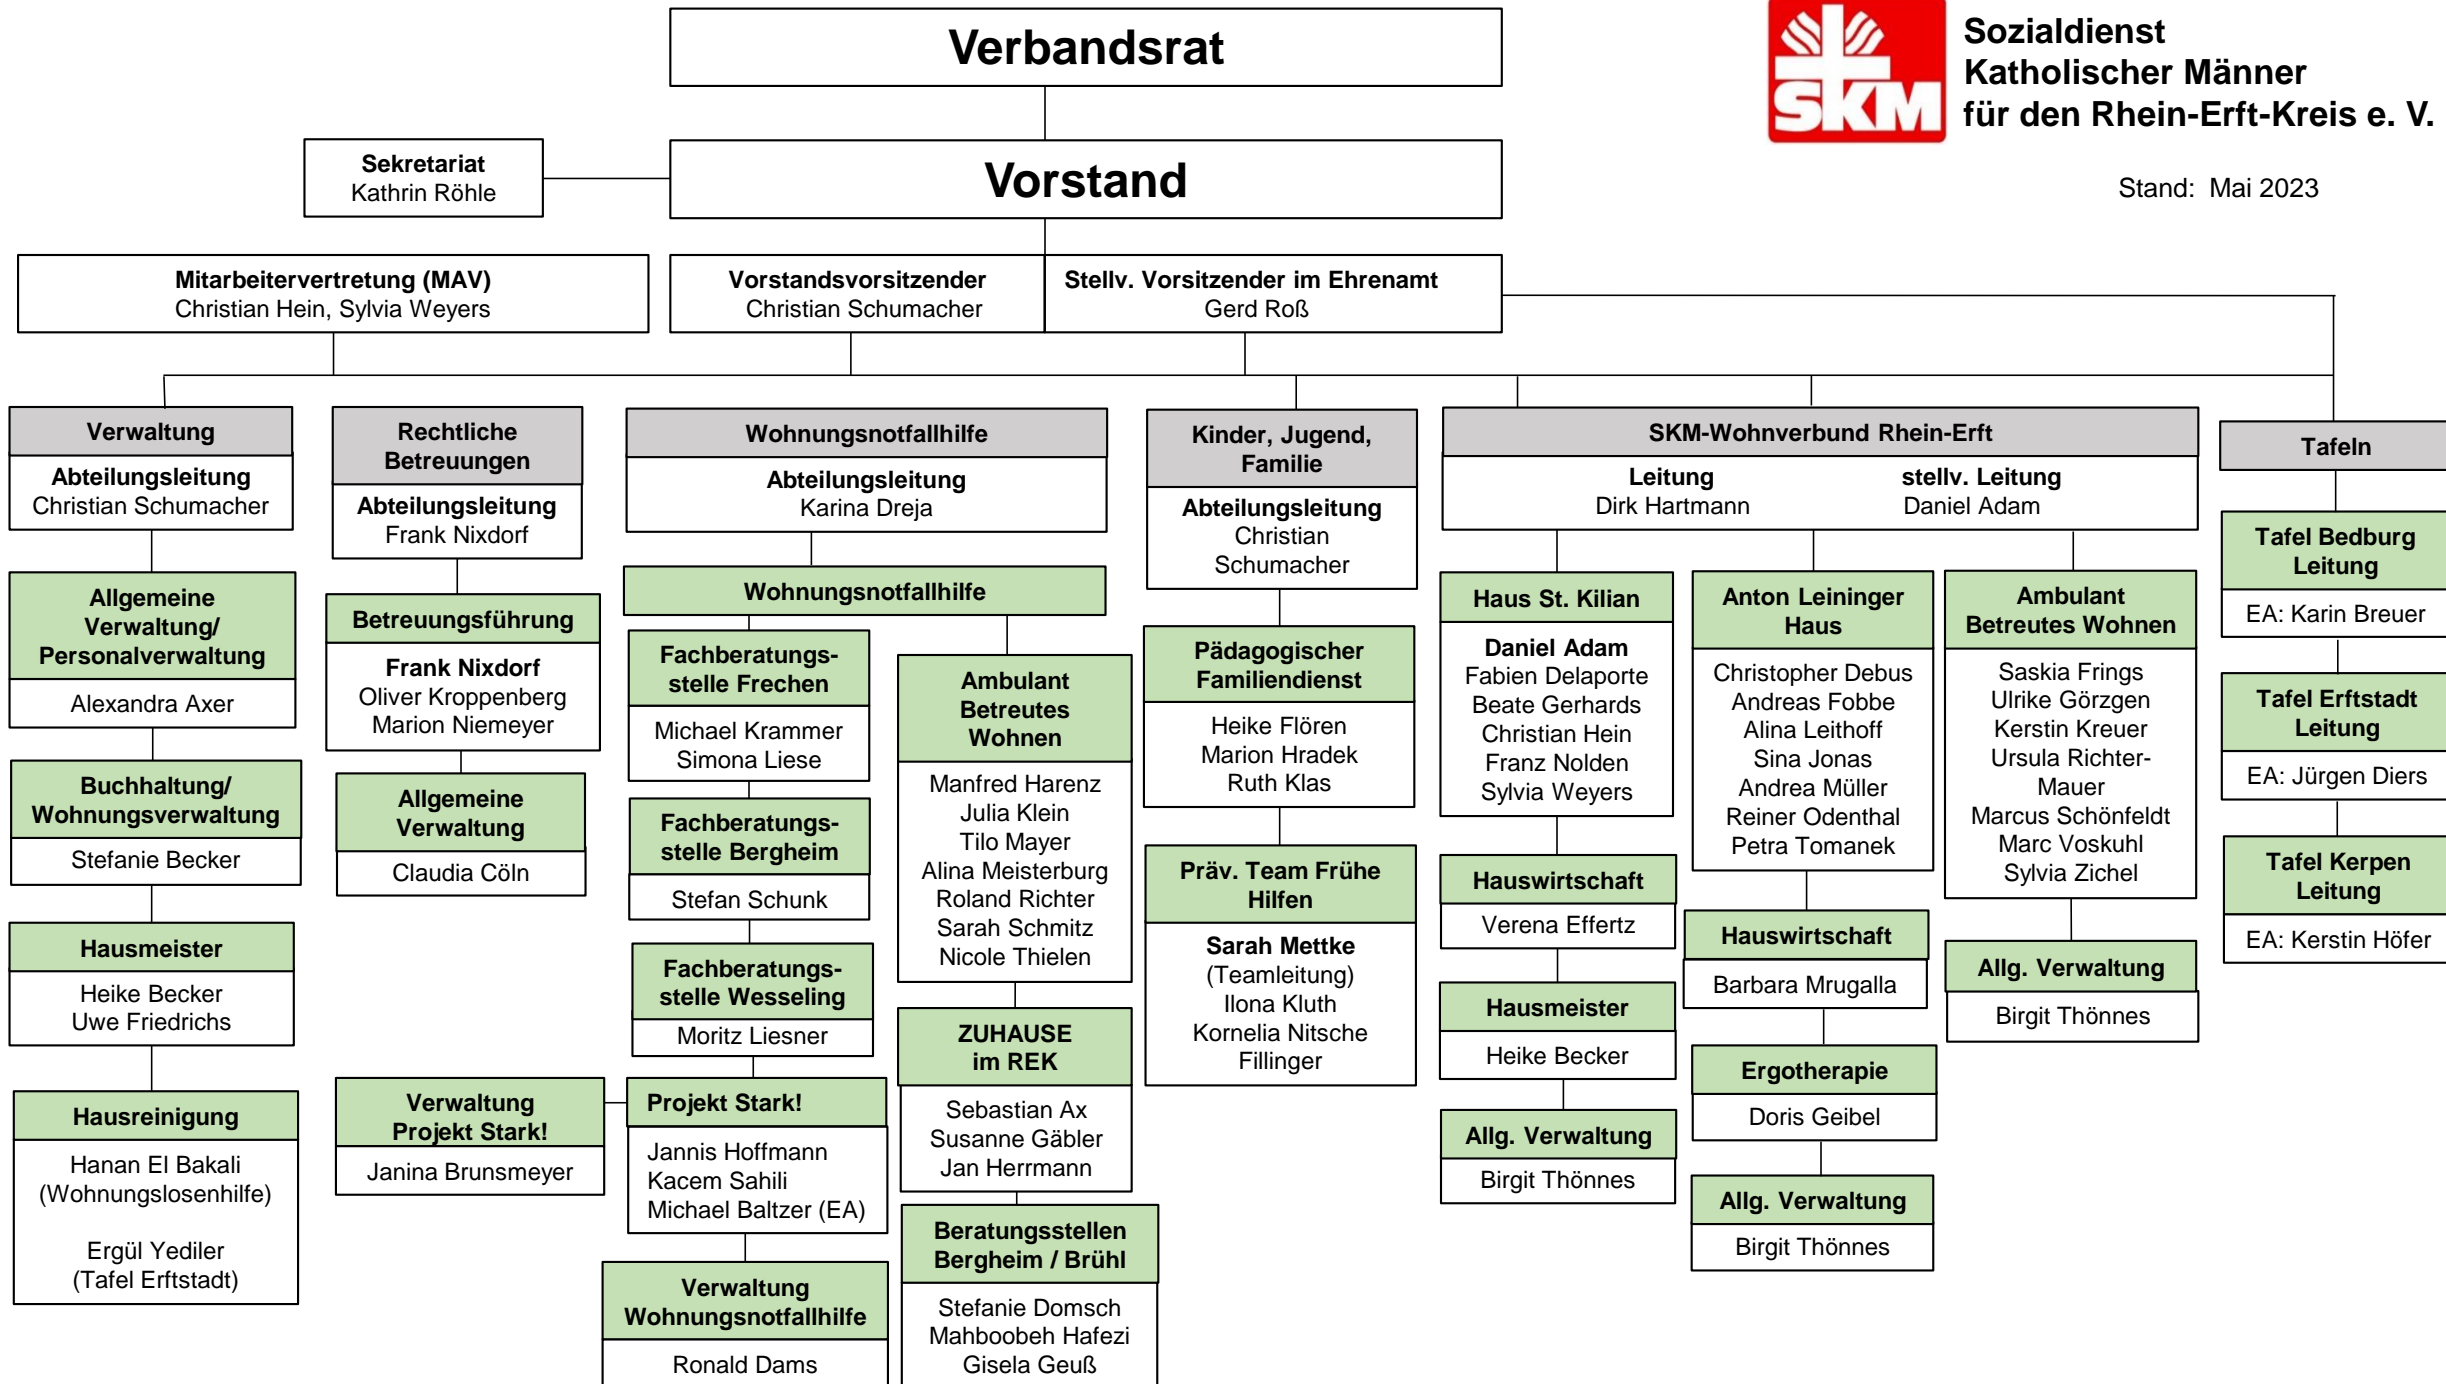 Verbandsrat
SKM
Sozialdienst
Katholischer Männer
für den Rhein-Erft-Kreis e. V.
Stand: Mai 2023
Sekretariat
Kathrin Röhle
Vorstand
Mitarbeitervertretung (MAV)
Christian Hein, Sylvia Weyers
Vorstandsvorsitzender
Christian Schumacher
Stellv. Vorsitzender im Ehrenamt
Gerd Roß
Verwaltung
Abteilungsleitung
Christian Schumacher
Allgemeine
Verwaltung/
Personalverwaltung
Alexandra Axer
Buchhaltung/
Wohnungsverwaltung
Stefanie Becker
Hausmeister
Heike Becker
Uwe Friedrichs
Hausreinigung
Hanan El Bakali
(Wohnungslosenhilfe)
Ergül Yediler
(Tafel Erftstadt)
Rechtliche
Betreuungen
Abteilungsleitung
Frank Nixdorf
Betreuungsführung
Frank Nixdorf
Oliver Kroppenberg
Marion Niemeyer
Allgemeine
Verwaltung
Claudia Cöln
Wohnungsnotfallhilfe
Abteilungsleitung
Karina Dreja
Wohnungsnotfallhilfe
Fachberatungs-
stelle Frechen
Michael Krammer
Simona Liese
Fachberatungs-
stelle Bergheim
Stefan Schunk
Fachberatungs-
stelle Wesseling
Moritz Liesner
Verwaltung
Projekt Stark!
Janina Brunsmeyer
Projekt Stark!
Jannis Hoffmann
Kacem Sahili
Michael Baltzer (EA)
Verwaltung
Wohnungsnotfallhilfe
Ronald Dams
Ambulant
Betreutes
Wohnen
Manfred Harenz
Julia Klein
Tilo Mayer
Alina Meisterburg
Roland Richter
Sarah Schmitz
Nicole Thielen
ZUHAUSE
im REK
Sebastian Ax
Susanne Gäbler
Jan Herrmann
Beratungsstellen
Bergheim / Brühl
Stefanie Domsch
Mahboobeh Hafezi
Gisela Geuß
Kinder, Jugend,
Familie
Abteilungsleitung
Christian
Schumacher
Pädagogischer
Familiendienst
Heike Flören
Marion Hradek
Ruth Klas
Präv. Team Frühe
Hilfen
Sarah Mettke
(Teamleitung)
Ilona Kluth
Kornelia Nitsche
Fillinger
SKM-Wohnverbund Rhein-Erft
Leitung
Dirk Hartmann
stellv. Leitung
Daniel Adam
Haus St. Kilian
Daniel Adam
Fabien Delaporte
Beate Gerhards
Christian Hein
Franz Nolden
Sylvia Weyers
Hauswirtschaft
Verena Effertz
Hausmeister
Heike Becker
Allg. Verwaltung
Birgit Thönnes
Anton Leininger
Haus
Christopher Debus
Andreas Fobbe
Alina Leithoff
Sina Jonas
Andrea Müller
Reiner Odenthal
Petra Tomanek
Hauswirtschaft
Barbara Mrugalla
Ergotherapie
Doris Geibel
Allg. Verwaltung
Birgit Thönnes
Ambulant
Betreutes Wohnen
Saskia Frings
Ulrike Görzgen
Kerstin Kreuer
Ursula Richter-
Mauer
Marcus Schönfeldt
Marc Voskuhl
Sylvia Zichel
Allg. Verwaltung
Birgit Thönnes
Tafeln
Tafel Bedburg
Leitung
EA: Karin Breuer
Tafel Erftstadt
Leitung
EA: Jürgen Diers
Tafel Kerpen
Leitung
EA: Kerstin Höfer